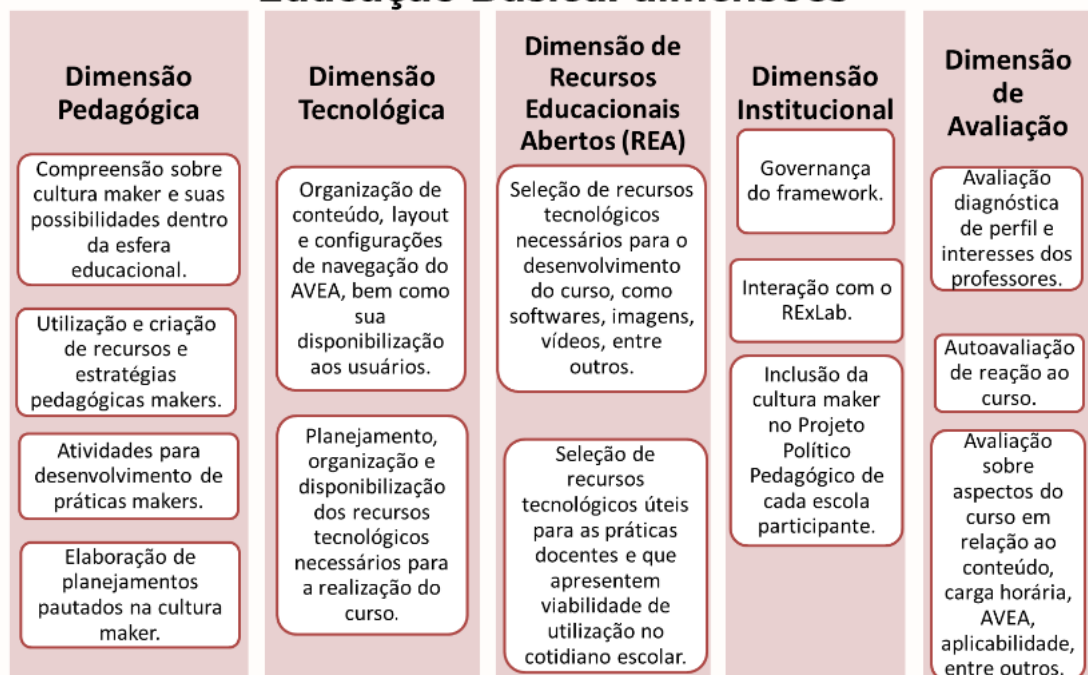 Educação Básica: dimensões
Dimensão
Pedagógica
Compreensão sobre
cultura maker e suas
possibilidades dentro
da esfera
educacional.
Utilização e criação
de recursos e
estratégias
pedagógicas makers.
Atividades para
desenvolvimento de
práticas makers.
Elaboração de
planejamentos
pautados na cultura
maker.
Dimensão
Tecnológica
Organização de
conteúdo, layout
e configurações
de navegação do
AVEA, bem como
sua
disponibilização
aos usuários.
Planejamento,
organização e
disponibilização
dos recursos
tecnológicos
necessários para
a realização do
curso.
Dimensão de
Recursos
Educacionais
Abertos (REA)
Seleção de recursos
tecnológicos
necessários para o
desenvolvimento
do curso, como
softwares, imagens,
vídeos, entre
outros.
Seleção de
recursos
tecnológicos úteis
para as práticas
docentes e que
apresentem
viabilidade de
utilização no
cotidiano escolar.
Dimensão
Institucional
Governança
do framework.
Interação com o
RExLab.
Inclusão da
cultura maker
no Projeto
Político
Pedagógico de
cada escola
participante.
Dimensão
de
Avaliação
Avaliação
diagnóstica
de perfil e
interesses dos
professores.
Autoavaliação
de reação ao
curso.
Avaliação
sobre
aspectos do
curso em
relação ao
conteúdo,
carga horária,
AVEA,
aplicabilidade,
entre outros.